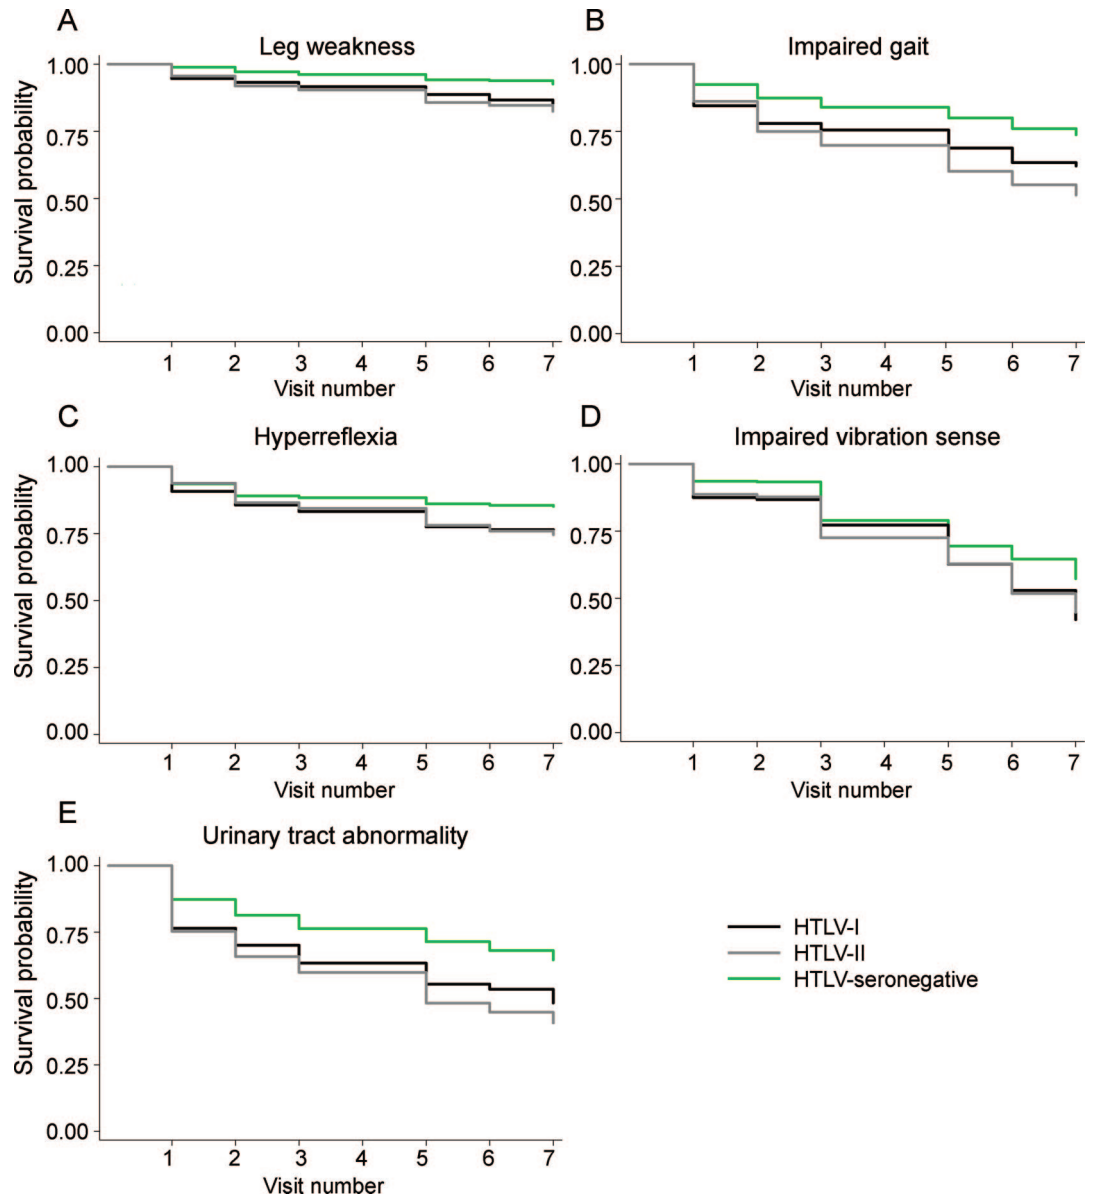 A
Leg weakness
Survival probability
1.00
0.75
0.50
0.25
0.00
1 2 3 4 5 6 7
Visit number
B
Impaired gait
1.00
0.75
0.50
0.25
0.00
1 2 3 4 5 6 7
Visit number
C
Hyperreflexia
Survival probability
1.00
0.75
0.50
0.25
0.00
1 2 3 4 5 6 7
Visit number
D
Impaired vibration sense
1.00
0.75
0.50
0.25
0.00
1 2 3 4 5 6 7
Visit number
E
Urinary tract abnormality
Survival probability
1.00
0.75
0.50
0.25
0.00
1 2 3 4 5 6 7
Visit number
HTLV-I
HTLV-II
HTLV-seronegative